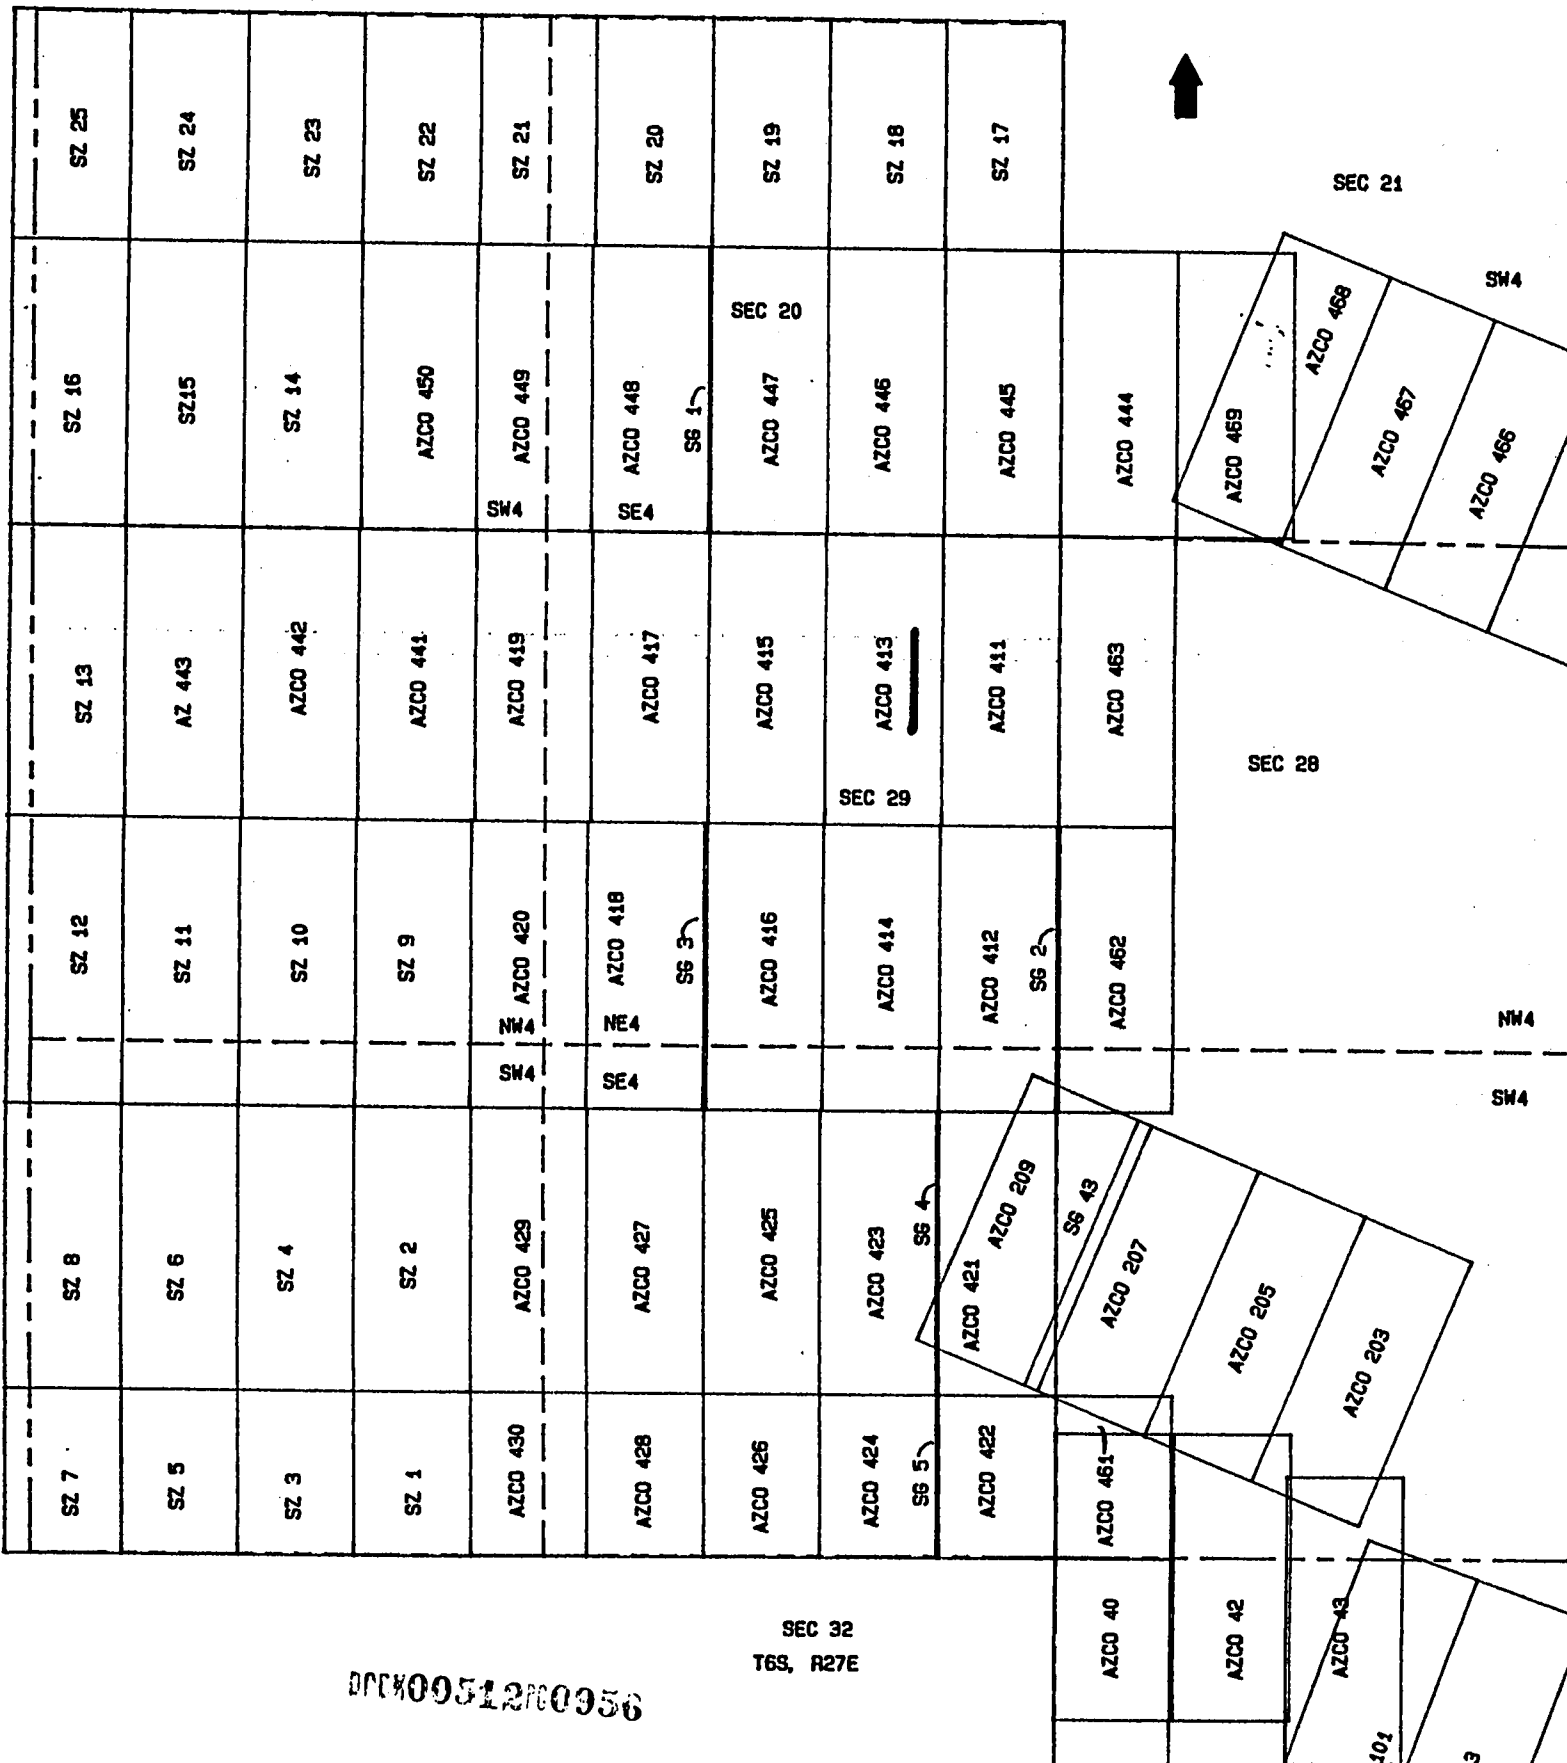 SZ 25
SZ 24
SZ 23
SZ 22
SZ 21
SZ 20
SZ 19
SZ 18
SZ 17
SEC 21
SW4
SEC 20
SZ 16
SZ15
SZ 14
AZCO 450
AZCO 449
AZCO 448
SG 1
AZCO 447
AZCO 446
AZCO 445
AZCO 444
AZCO 469
AZCO 468
AZCO 467
AZCO 466
SW4
SE4
SZ 13
AZ 443
AZCO 442
AZCO 441
AZCO 419
AZCO 417
AZCO 415
AZCO 413
AZCO 411
AZCO 463
SEC 28
SEC 29
SZ 12
SZ 11
SZ 10
SZ 9
AZCO 420
AZCO 418
SG 3
AZCO 416
AZCO 414
AZCO 412
SG 2
AZCO 462
NW4
NE4
NW4
SW4
SE4
SW4
SZ 8
SZ 6
SZ 4
SZ 2
AZCO 429
AZCO 427
AZCO 425
AZCO 423
SG 4
AZCO 421
AZCO 209
SG 43
AZCO 207
AZCO 205
AZCO 203
SZ 7
SZ 5
SZ 3
SZ 1
AZCO 430
AZCO 428
AZCO 426
AZCO 424
SG 5
AZCO 422
AZCO 461
AZCO 40
AZCO 42
AZCO 43
101
3
SEC 32
T6S, R27E
00512 0956